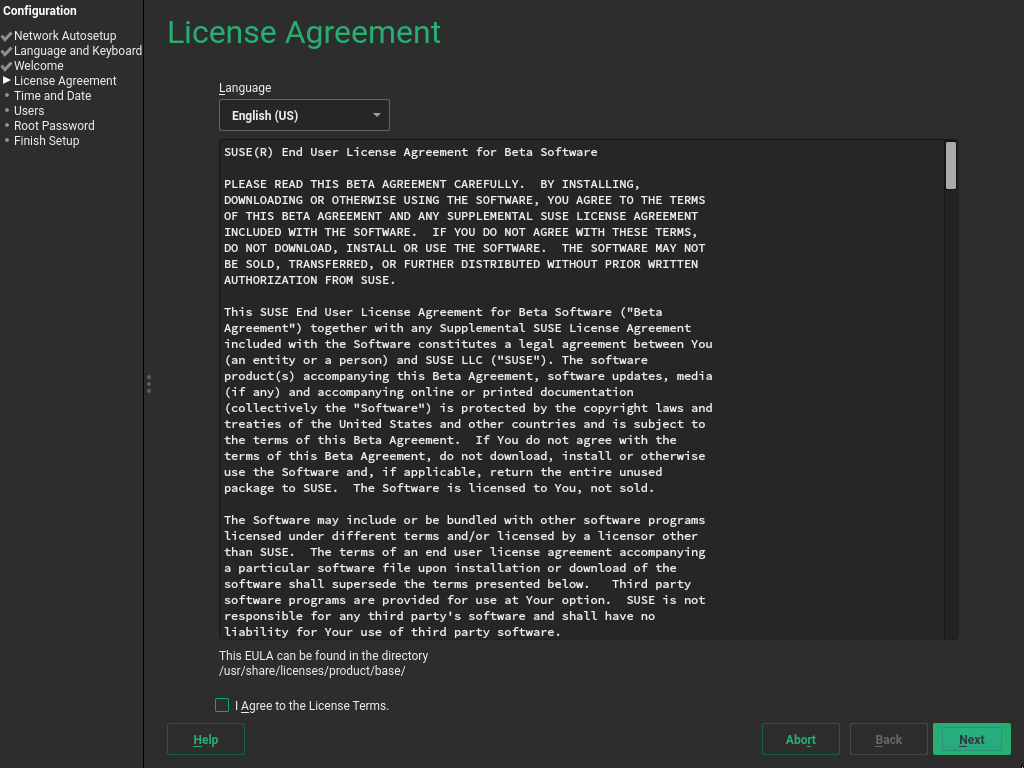 Configuration
Network Autosetup
Language and Keyboard
Welcome
License Agreement
Time and Date
Users
Root Password
Finish Setup
License Agreement
Language
English (US)
SUSE(R) End User License Agreement for Beta Software
PLEASE READ THIS BETA AGREEMENT CAREFULLY.  BY INSTALLING,
DOWNLOADING OR OTHERWISE USING THE SOFTWARE, YOU AGREE TO THE TERMS
OF THIS BETA AGREEMENT AND ANY SUPPLEMENTAL SUSE LICENSE AGREEMENT
INCLUDED WITH THE SOFTWARE.  IF YOU DO NOT AGREE WITH THESE TERMS,
DO NOT DOWNLOAD, INSTALL OR USE THE SOFTWARE.  THE SOFTWARE MAY NOT
BE SOLD, TRANSFERRED, OR FURTHER DISTRIBUTED WITHOUT PRIOR WRITTEN
AUTHORIZATION FROM SUSE.
This SUSE End User License Agreement for Beta Software ("Beta
Agreement") together with any Supplemental SUSE License Agreement
included with the Software constitutes a legal agreement between You
(an entity or a person) and SUSE LLC ("SUSE"). The software
product(s) accompanying this Beta Agreement, software updates, media
(if any) and accompanying online or printed documentation
(collectively the "Software") is protected by the copyright laws and
treaties of the United States and other countries and is subject to
the terms of this Beta Agreement.  If You do not agree with the
terms of this Beta Agreement, do not download, install or otherwise
use the Software and, if applicable, return the entire unused
package to SUSE.  The Software is licensed to You, not sold.
The Software may include or be bundled with other software programs
licensed under different terms and/or licensed by a licensor other
than SUSE.  The terms of an end user license agreement accompanying
a particular software file upon installation or download of the
software shall supersede the terms presented below.   Third party
software programs are provided for use at Your option.  SUSE is not
responsible for any third party's software and shall have no
liability for Your use of third party software.
This EULA can be found in the directory
/usr/share/licenses/product/base/
I Agree to the License Terms.
Help
Abort
Back
Next